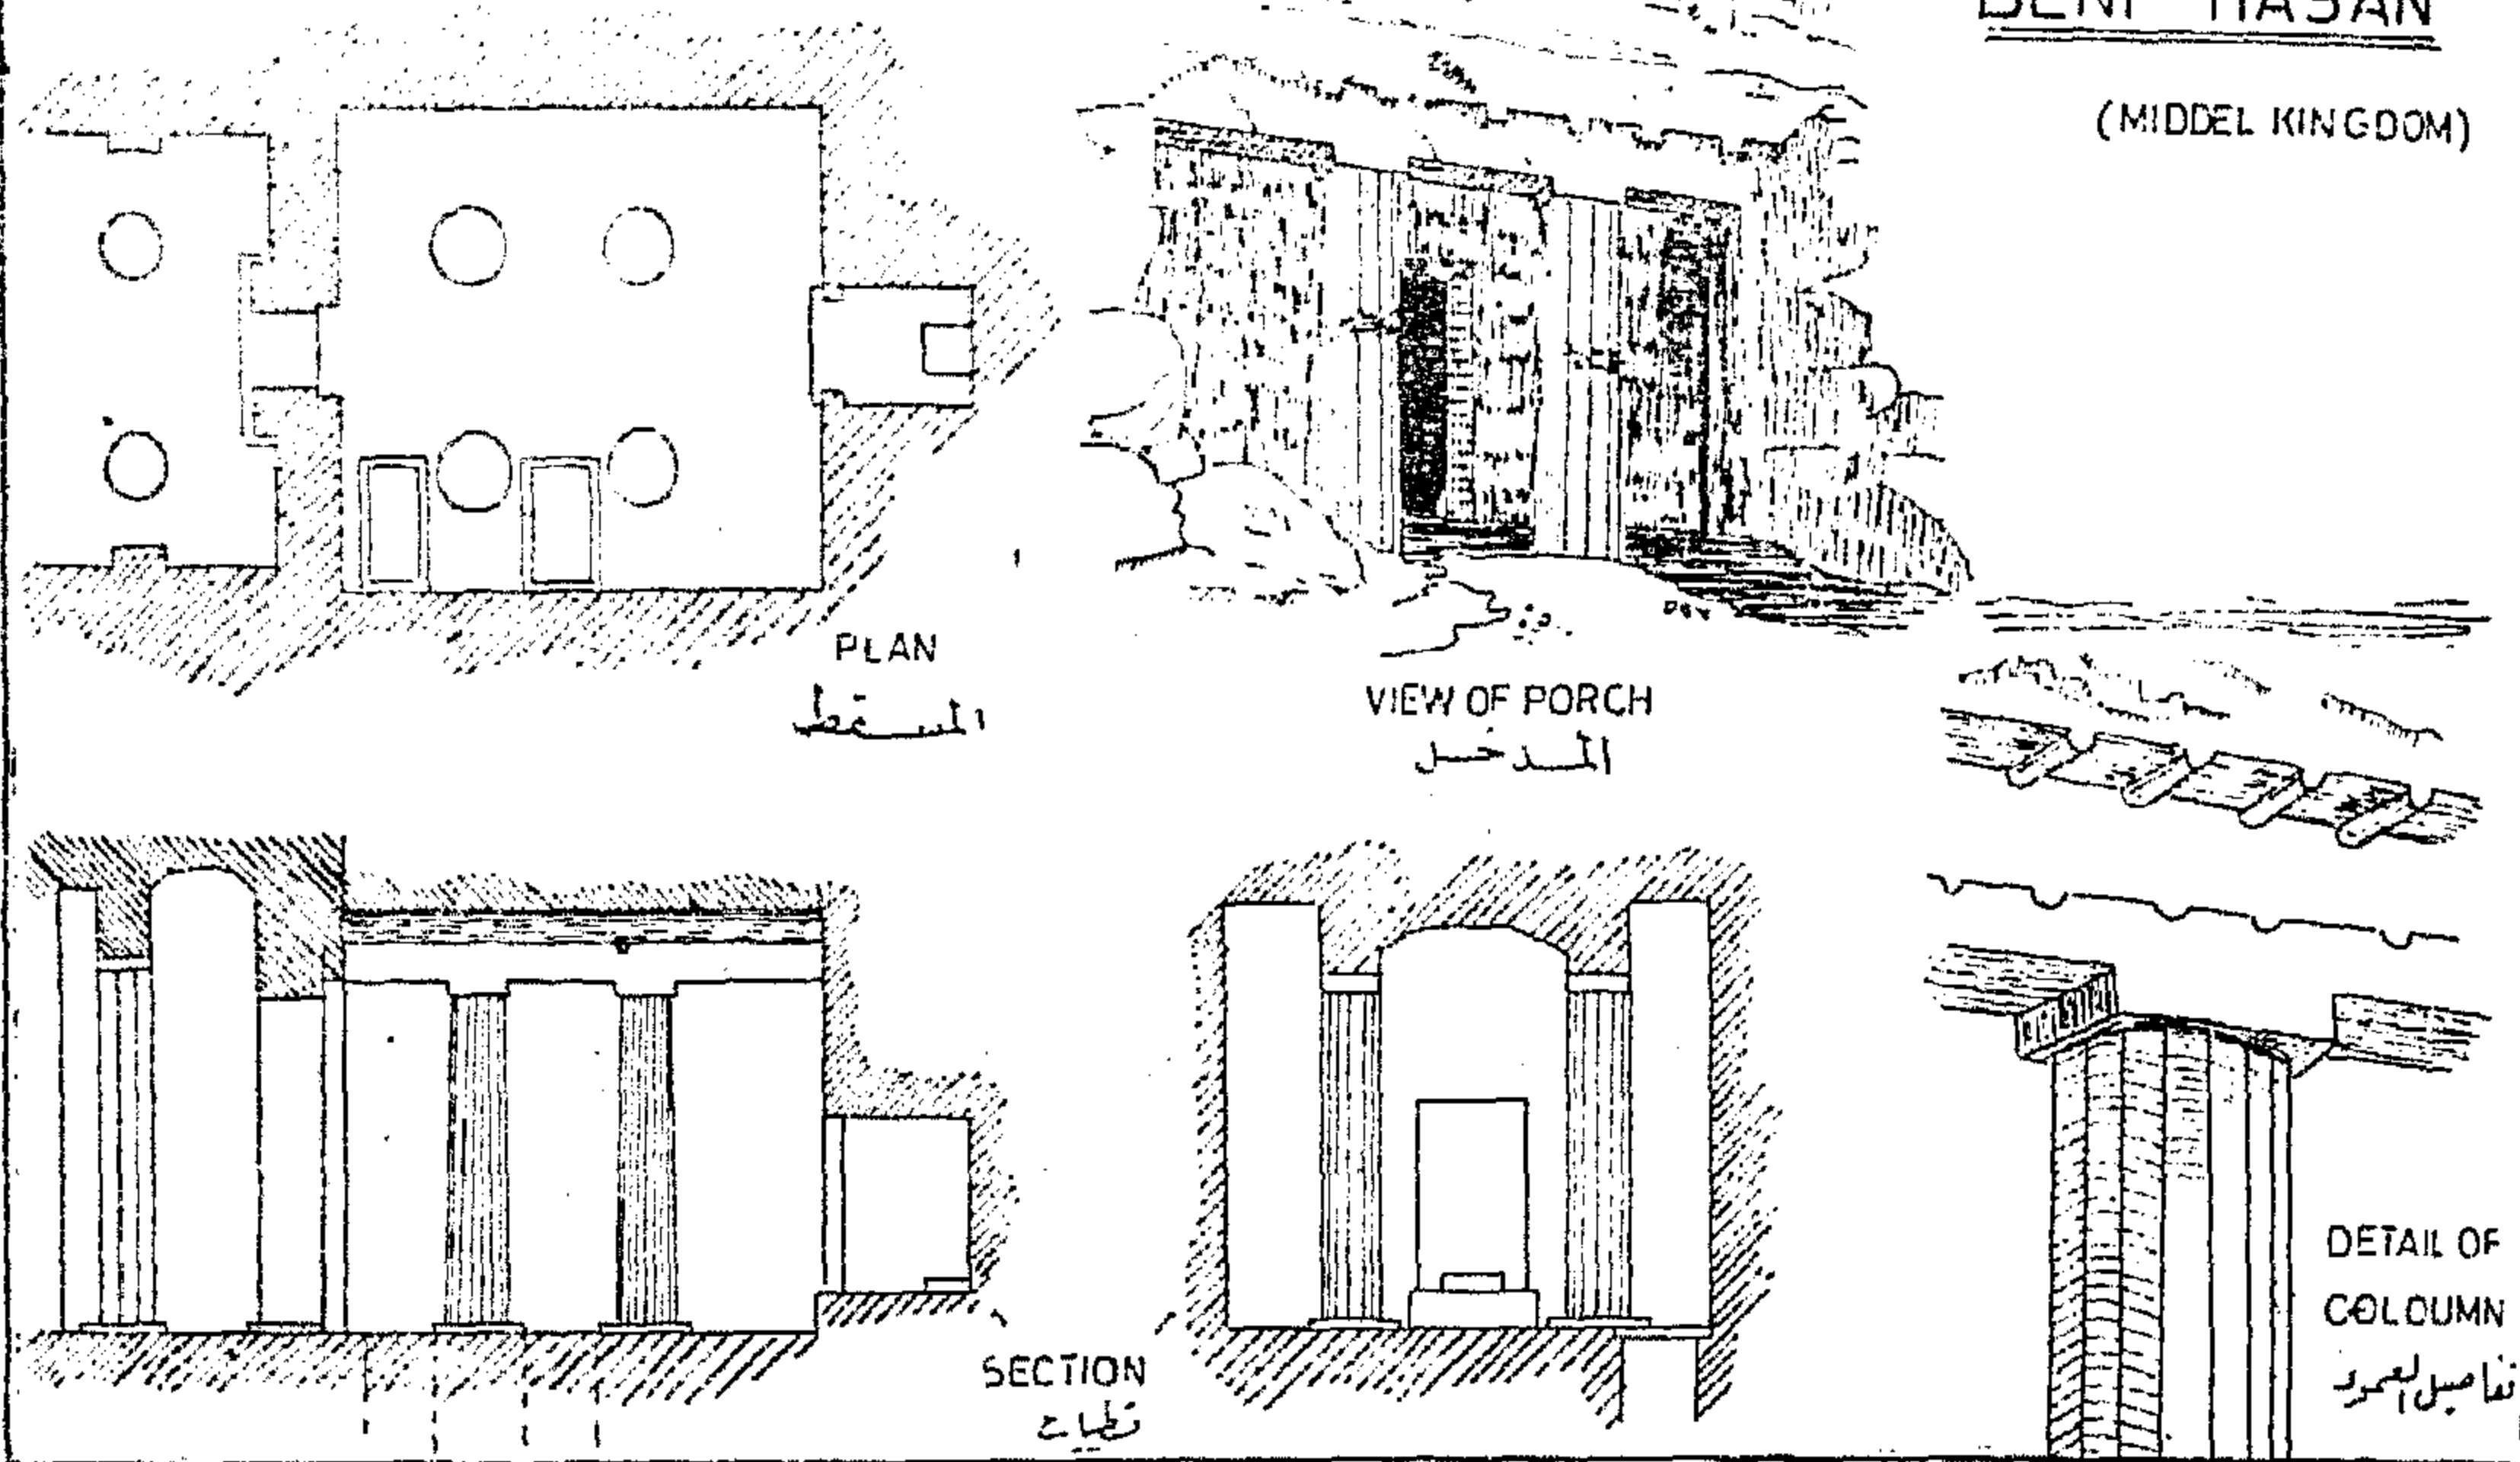 BENI HASAN
(MIDDEL KINGDOM)
PLAN
المسقط
VIEW OF PORCH
المدخل
SECTION
قطاع
DETAIL OF
COLOUMN
تفاصيل العمود